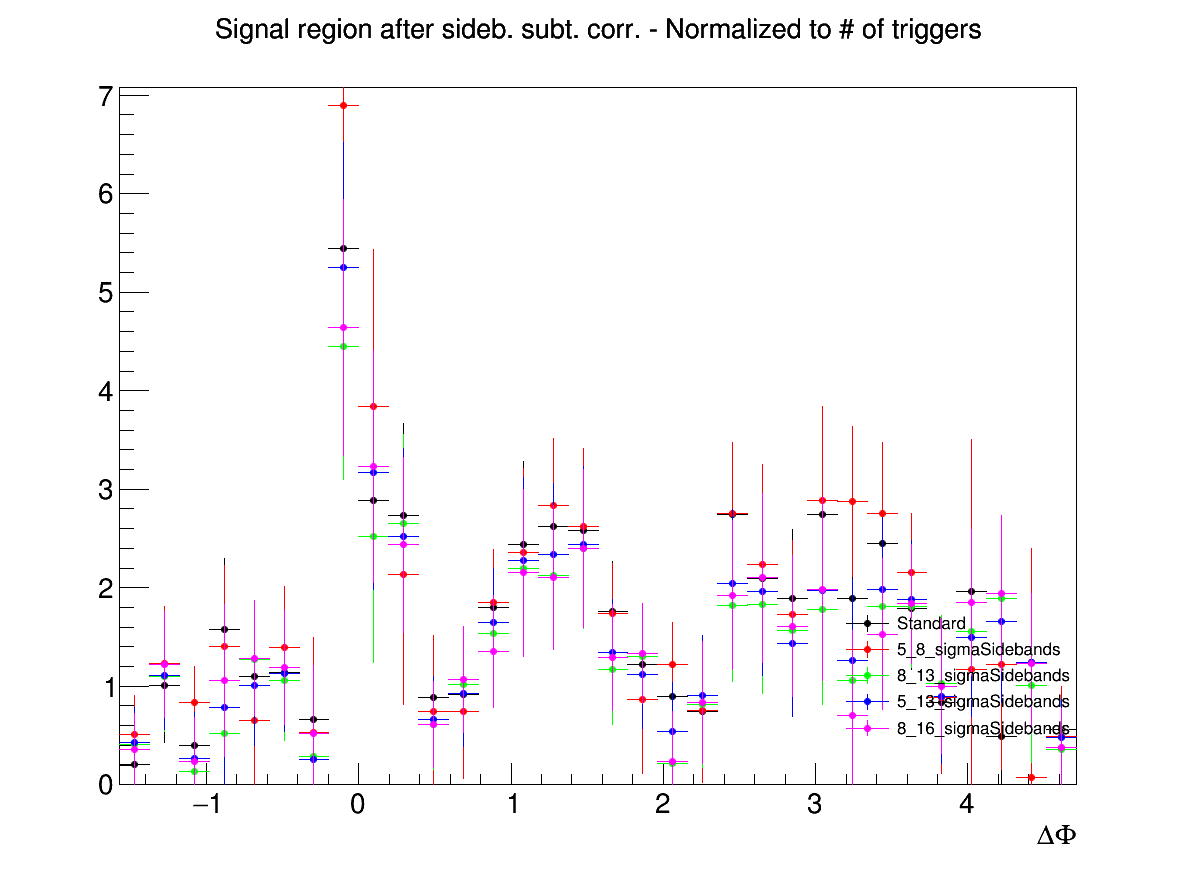 Signal region after sideb. subt. corr. - Normalized to # of triggers
7
6
5
4
3
2
1
0
−1 0 1 2 3 4
ΔΦ
Standard
5_8_sigmaSidebands
8_13_sigmaSidebands
5_13_sigmaSidebands
8_16_sigmaSidebands